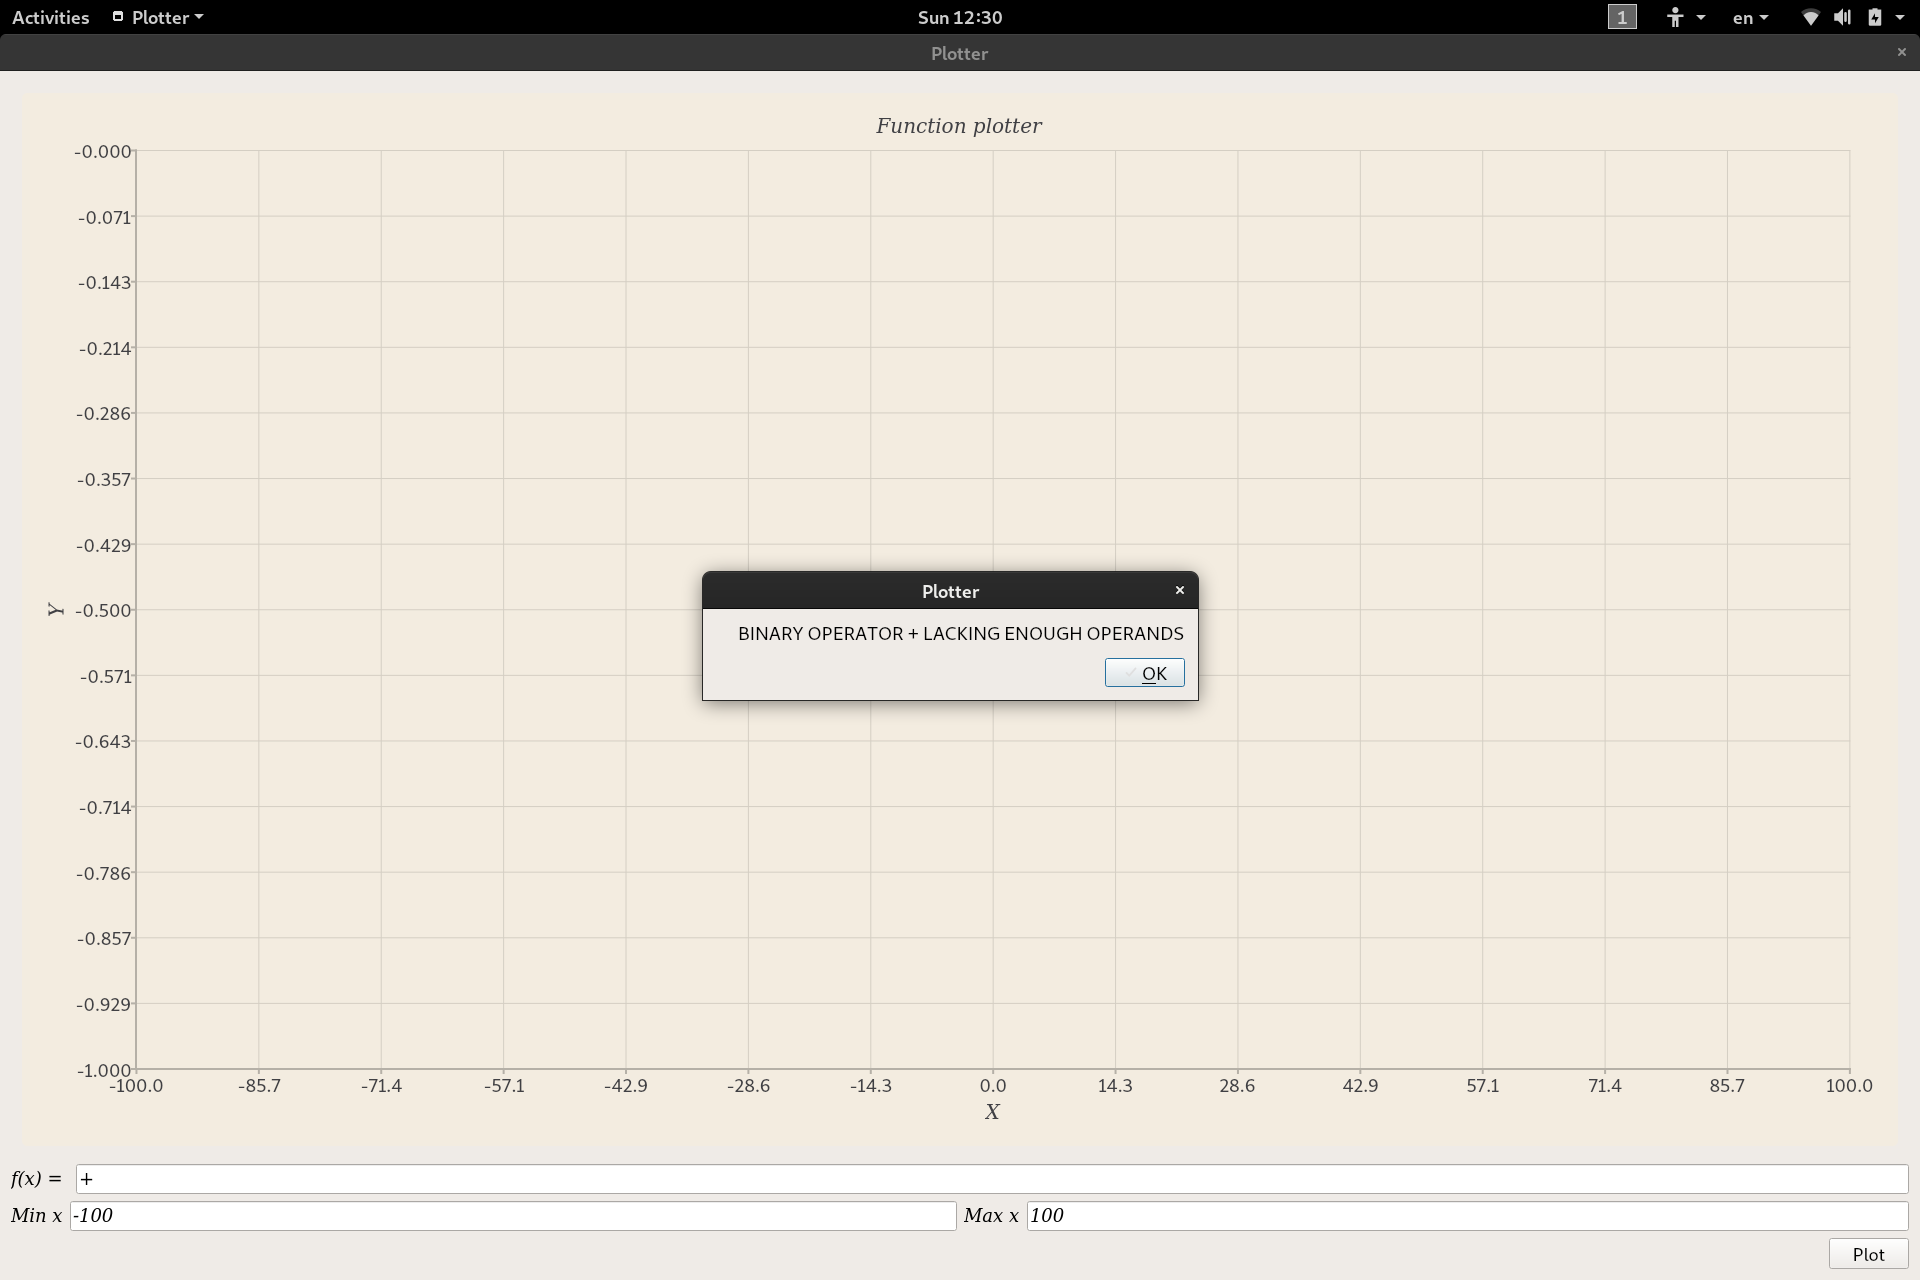 Activities Plotter Sun 12:30 1 en
Plotter ×
Function plotter
-0.000
-0.071
-0.143
-0.214
-0.286
-0.357
-0.429
Y -0.500
-0.571
-0.643
-0.714
-0.786
-0.857
-0.929
-1.000
Plotter ×
BINARY OPERATOR + LACKING ENOUGH OPERANDS
OK
-100.0 -85.7 -71.4 -57.1 -42.9 -28.6 -14.3 0.0 14.3 28.6 42.9 57.1 71.4 85.7 100.0
X
f(x) = +
Min x -100 Max x 100
Plot